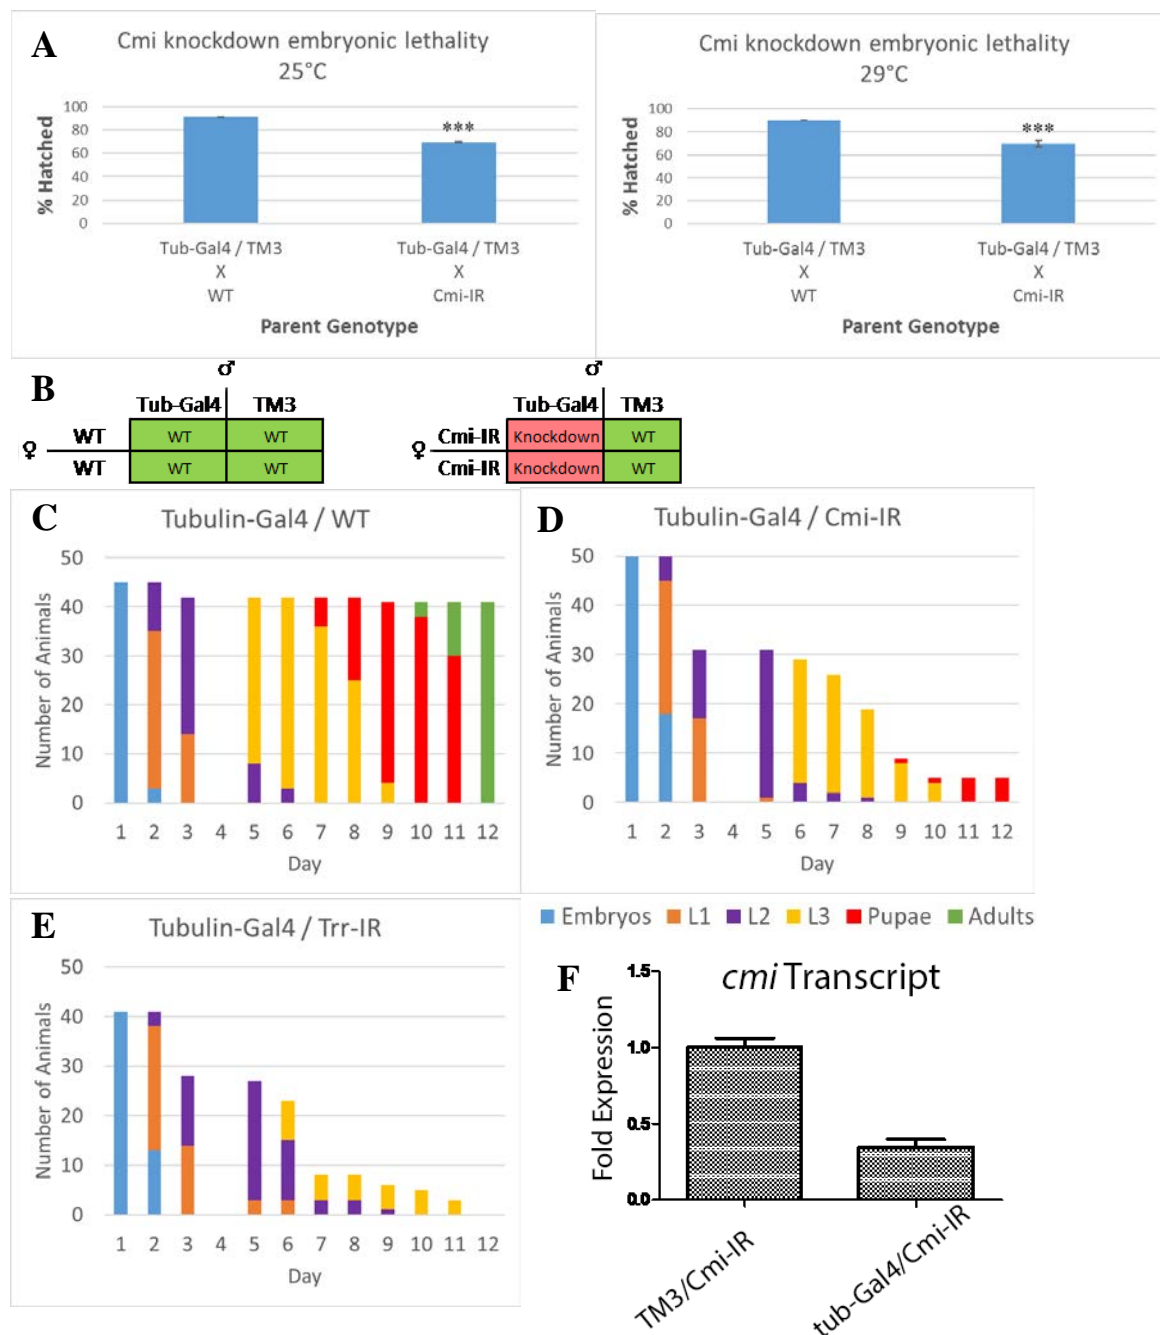 A
Cmi knockdown embryonic lethality
25°C
% Hatched
100
80
60
40
20
0
***
Tub-Gal4 / TM3
X
WT
Tub-Gal4 / TM3
X
Cmi-IR
Parent Genotype
Cmi knockdown embryonic lethality
29°C
% Hatched
100
80
60
40
20
0
***
Tub-Gal4 / TM3
X
WT
Tub-Gal4 / TM3
X
Cmi-IR
Parent Genotype
B
♂
Tub-Gal4 TM3
♀ WT WT WT
WT WT WT
♂
Tub-Gal4 TM3
♀ Cmi-IR Knockdown WT
Cmi-IR Knockdown WT
C
Tubulin-Gal4 / WT
Number of Animals
50
40
30
20
10
0
1 2 3 4 5 6 7 8 9 10 11 12
Day
D
Tubulin-Gal4 / Cmi-IR
Number of Animals
50
40
30
20
10
0
1 2 3 4 5 6 7 8 9 10 11 12
Day
E
Tubulin-Gal4 / Trr-IR
Number of Animals
50
40
30
20
10
0
1 2 3 4 5 6 7 8 9 10 11 12
Day
Embryos L1 L2 L3 Pupae Adults
F
cmi Transcript
Fold Expression
1.5
1.0
0.5
0.0
TM3/Cmi-IR
tub-Gal4/Cmi-IR